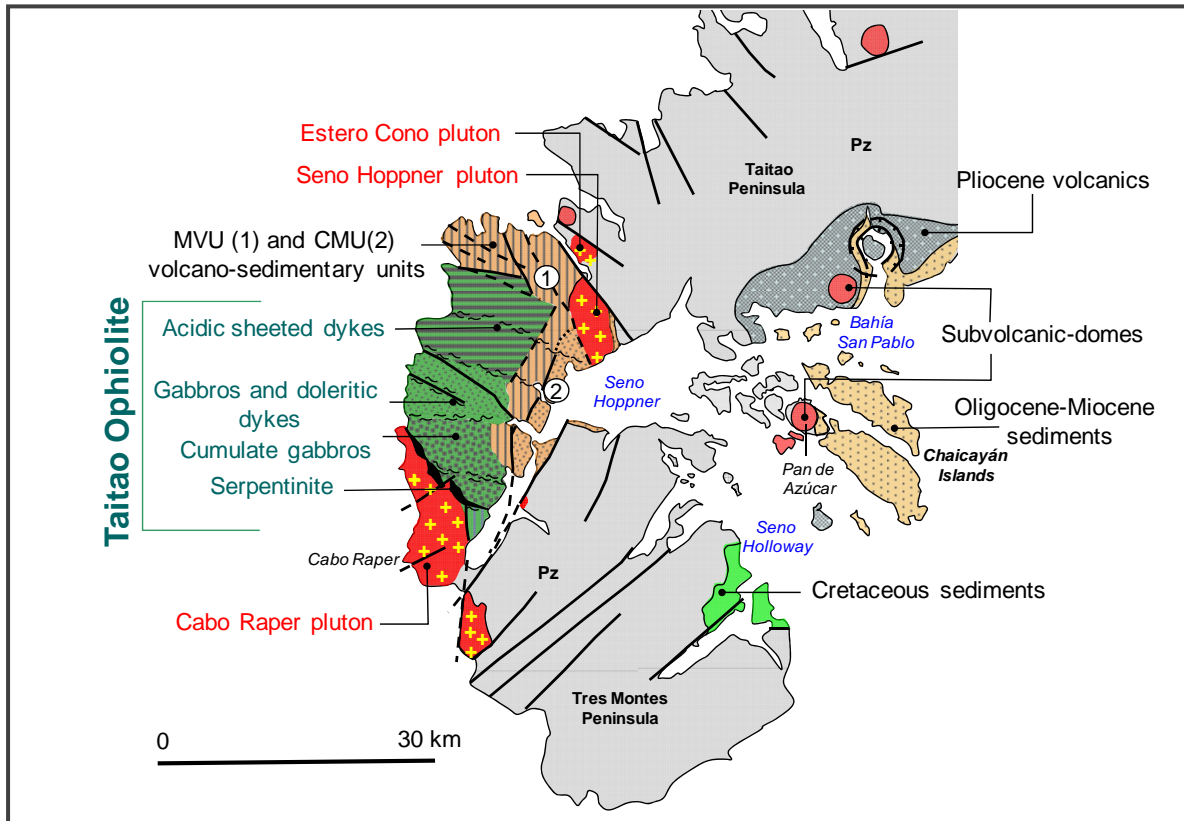 Estero Cono pluton
Seno Hoppner pluton
MVU (1) and CMU(2)
volcano-sedimentary units
Taitao Ophiolite
Acidic sheeted dykes
Gabbros and doleritic
dykes
Cumulate gabbros
Serpentinite
Cabo Raper
Cabo Raper pluton
0
30 km
1
2
Pz
Taitao
Peninsula
Pliocene volcanics
Bahía
San Pablo
Subvolcanic-domes
Seno
Hoppner
Oligocene-Miocene
sediments
Chaicayán
Islands
Pan de
Azúcar
Seno
Holloway
Pz
Cretaceous sediments
Tres Montes
Peninsula